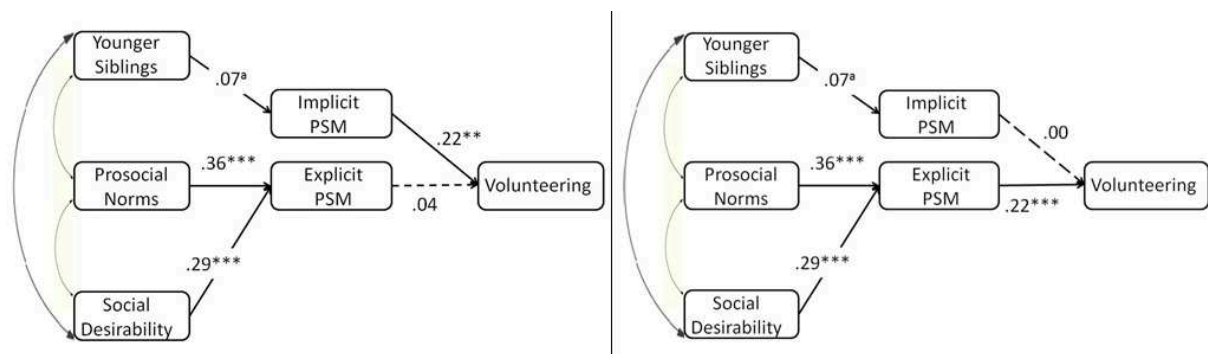 Younger
Siblings
.07ᵃ
Implicit
PSM
.22**
.36***
Prosocial
Norms
Explicit
PSM
.04
Volunteering
.29***
Social
Desirability
Younger
Siblings
.07ᵃ
Implicit
PSM
.00
.36***
Prosocial
Norms
Explicit
PSM
.22***
Volunteering
.29***
Social
Desirability